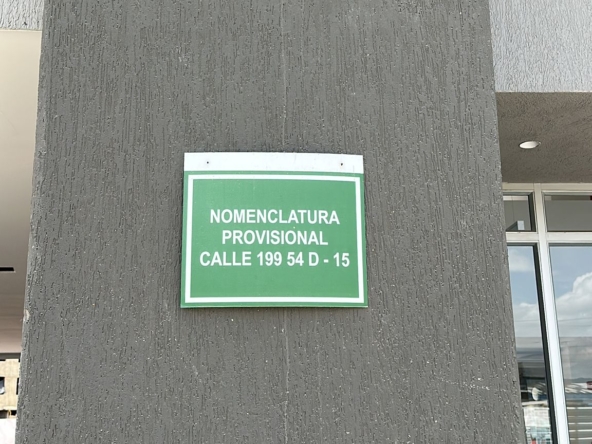 NOMENCLATURA
PROVISIONAL
CALLE 199 54 D - 15